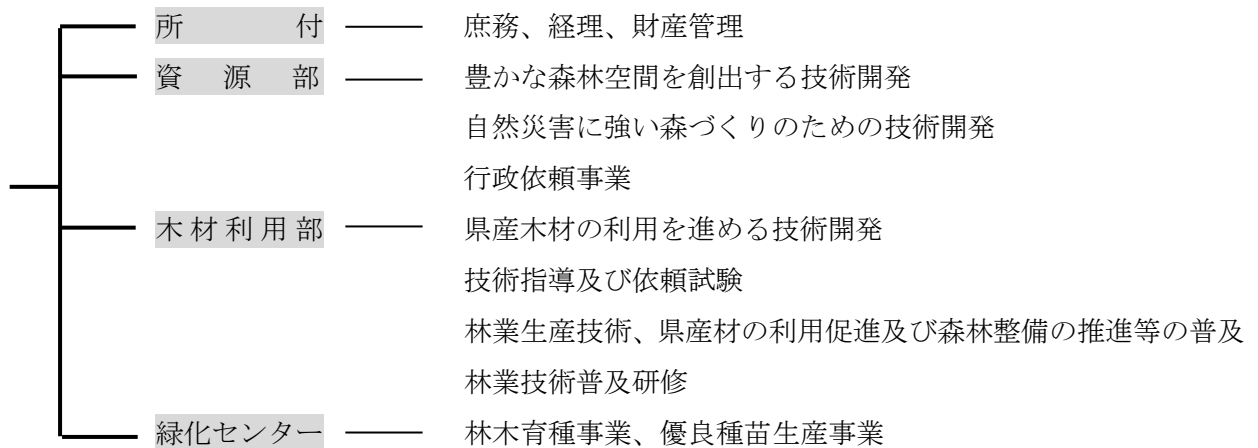 所付 庶務、経理、財産管理
資源部 豊かな森林空間を創出する技術開発
自然災害に強い森づくりのための技術開発
行政依頼事業
木材利用部 県産木材の利用を進める技術開発
技術指導及び依頼試験
林業生産技術、県産材の利用促進及び森林整備の推進等の普及
林業技術普及研修
緑化センター 林木育種事業、優良種苗生産事業